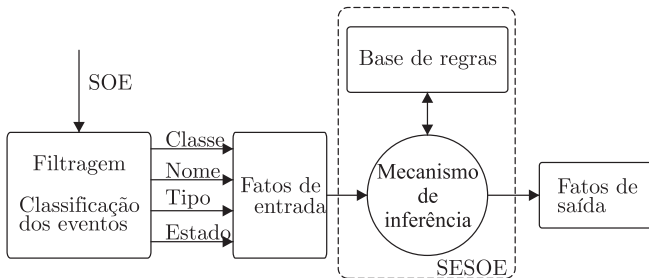 SOE
Filtragem
Classificação
dos eventos
Classe
Nome
Tipo
Estado
Fatos de
entrada
Base de regras
Mecanismo
de
inferência
SESOE
Fatos de
saída